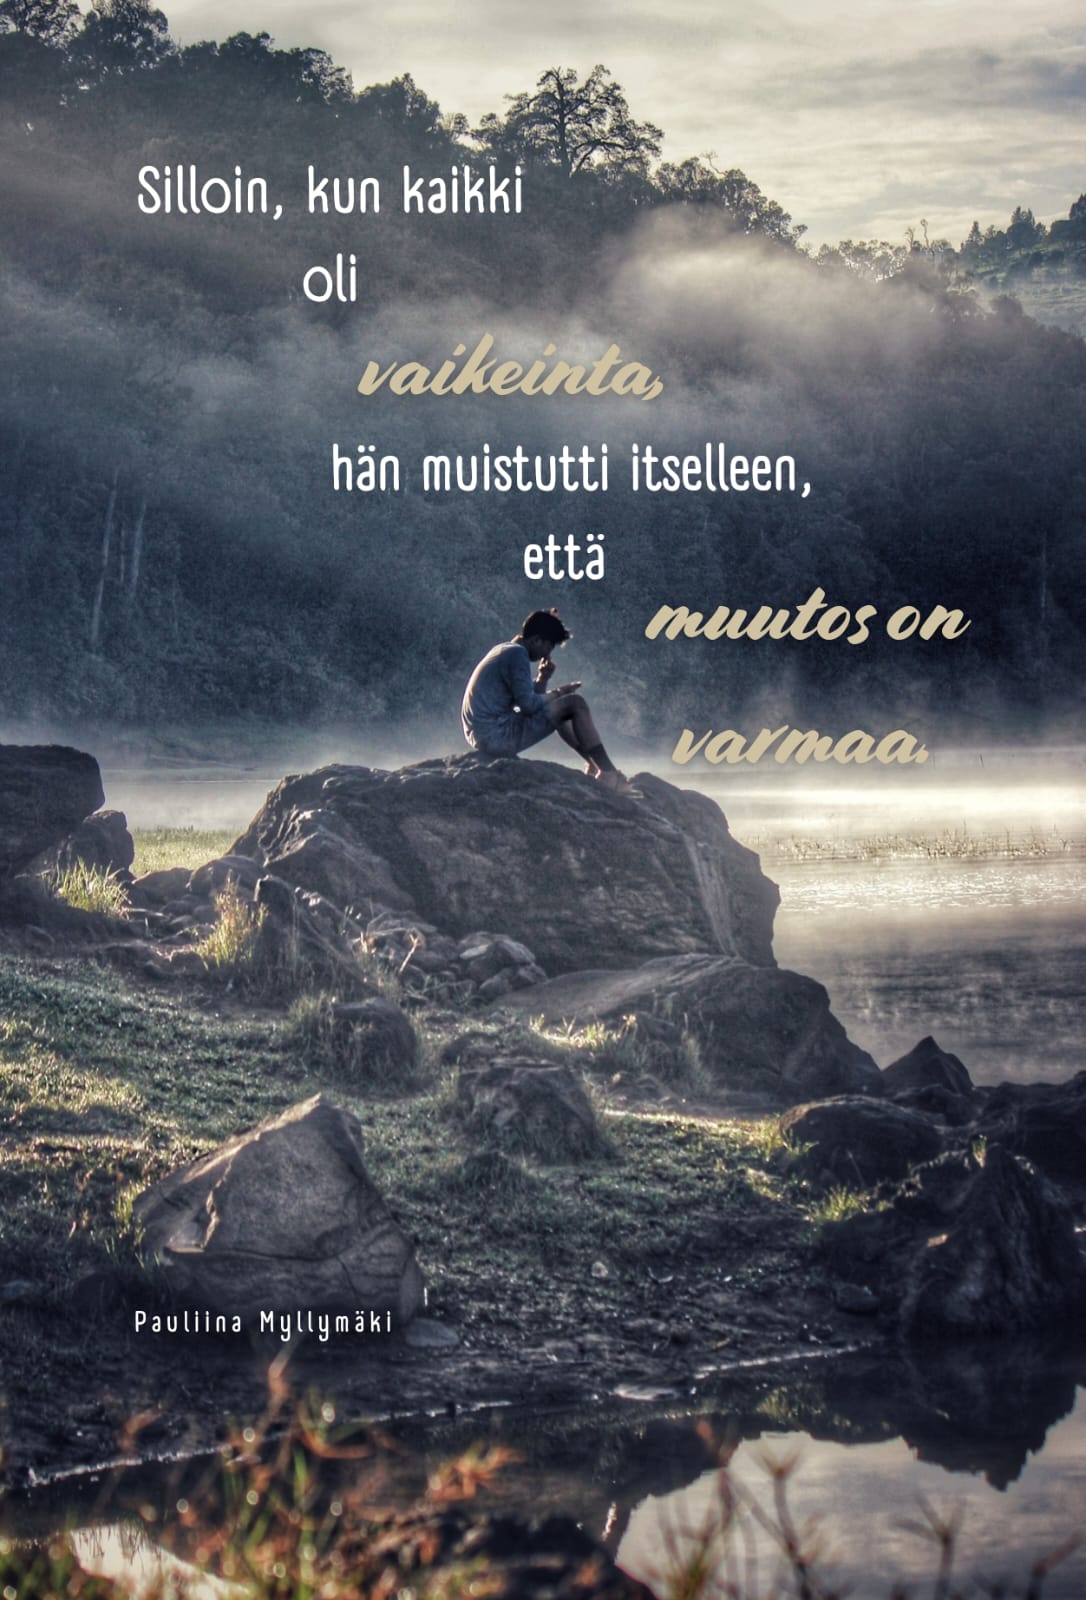 Silloin, kun kaikki
oli
vaikeinta,
hän muistutti itselleen,
että
muutos on
varmaa.
Pauliina Myllymäki